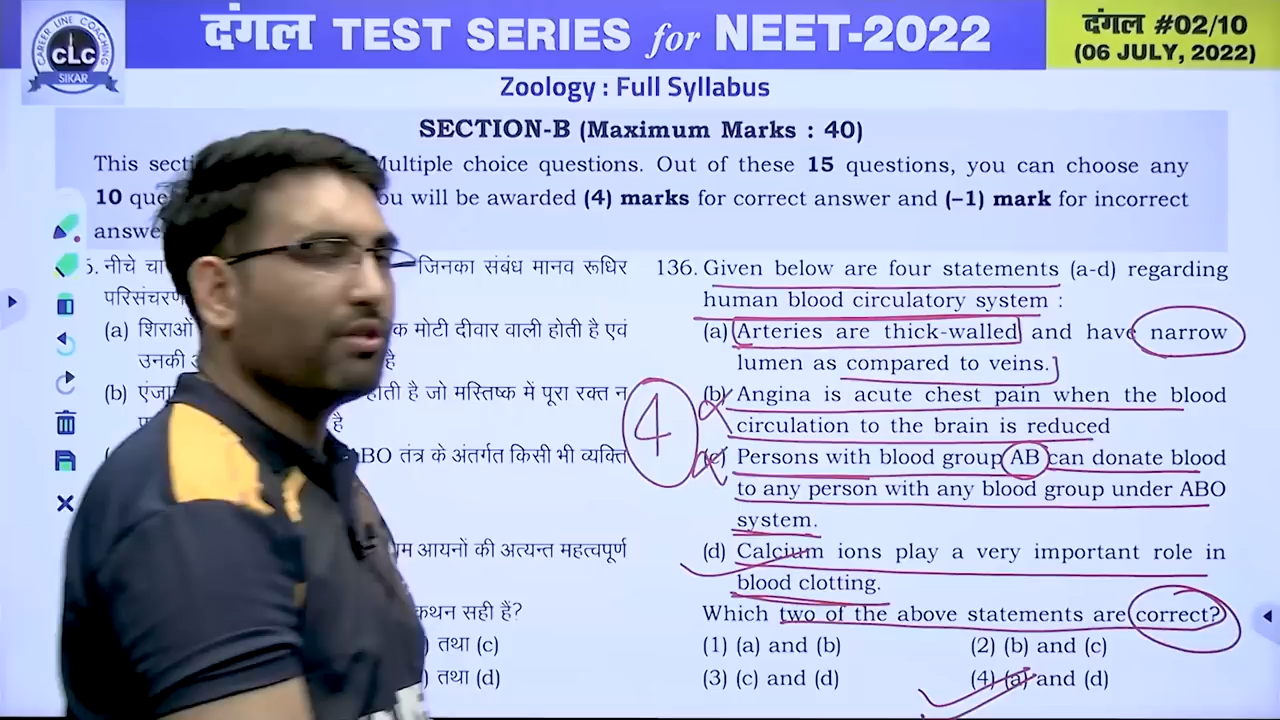 दंगल TEST SERIES for NEET-2022
दंगल #02/10
(06 JULY, 2022)
CAREER LINE COACHING
CLC
SIKAR
Zoology : Full Syllabus
SECTION-B (Maximum Marks : 40)
This Multiple choice questions. Out of these 15 questions, you can choose any
10 will be awarded (4) marks for correct answer and (–1) mark for incorrect
नीचे जिनका संबंध मानव रूधिर
(a) मोटी दीवार वाली होती है एवं
उनकी है
(b) होती है जो मस्तिष्क में पूरा रक्त न
है
ABO तंत्र के अंतर्गत किसी भी व्यक्ति
आयनों की अत्यन्त महत्वपूर्ण
कथन सही हैं?
तथा (c)
तथा (d)
136. Given below are four statements (a-d) regarding
human blood circulatory system :
(a) Arteries are thick-walled and have narrow
lumen as compared to veins.
(b) Angina is acute chest pain when the blood
circulation to the brain is reduced
4
(c) Persons with blood group AB can donate blood
to any person with any blood group under ABO
system.
(d) Calcium ions play a very important role in
blood clotting.
Which two of the above statements are correct?
(1) (a) and (b) (2) (b) and (c)
(3) (c) and (d) (4) (a) and (d)